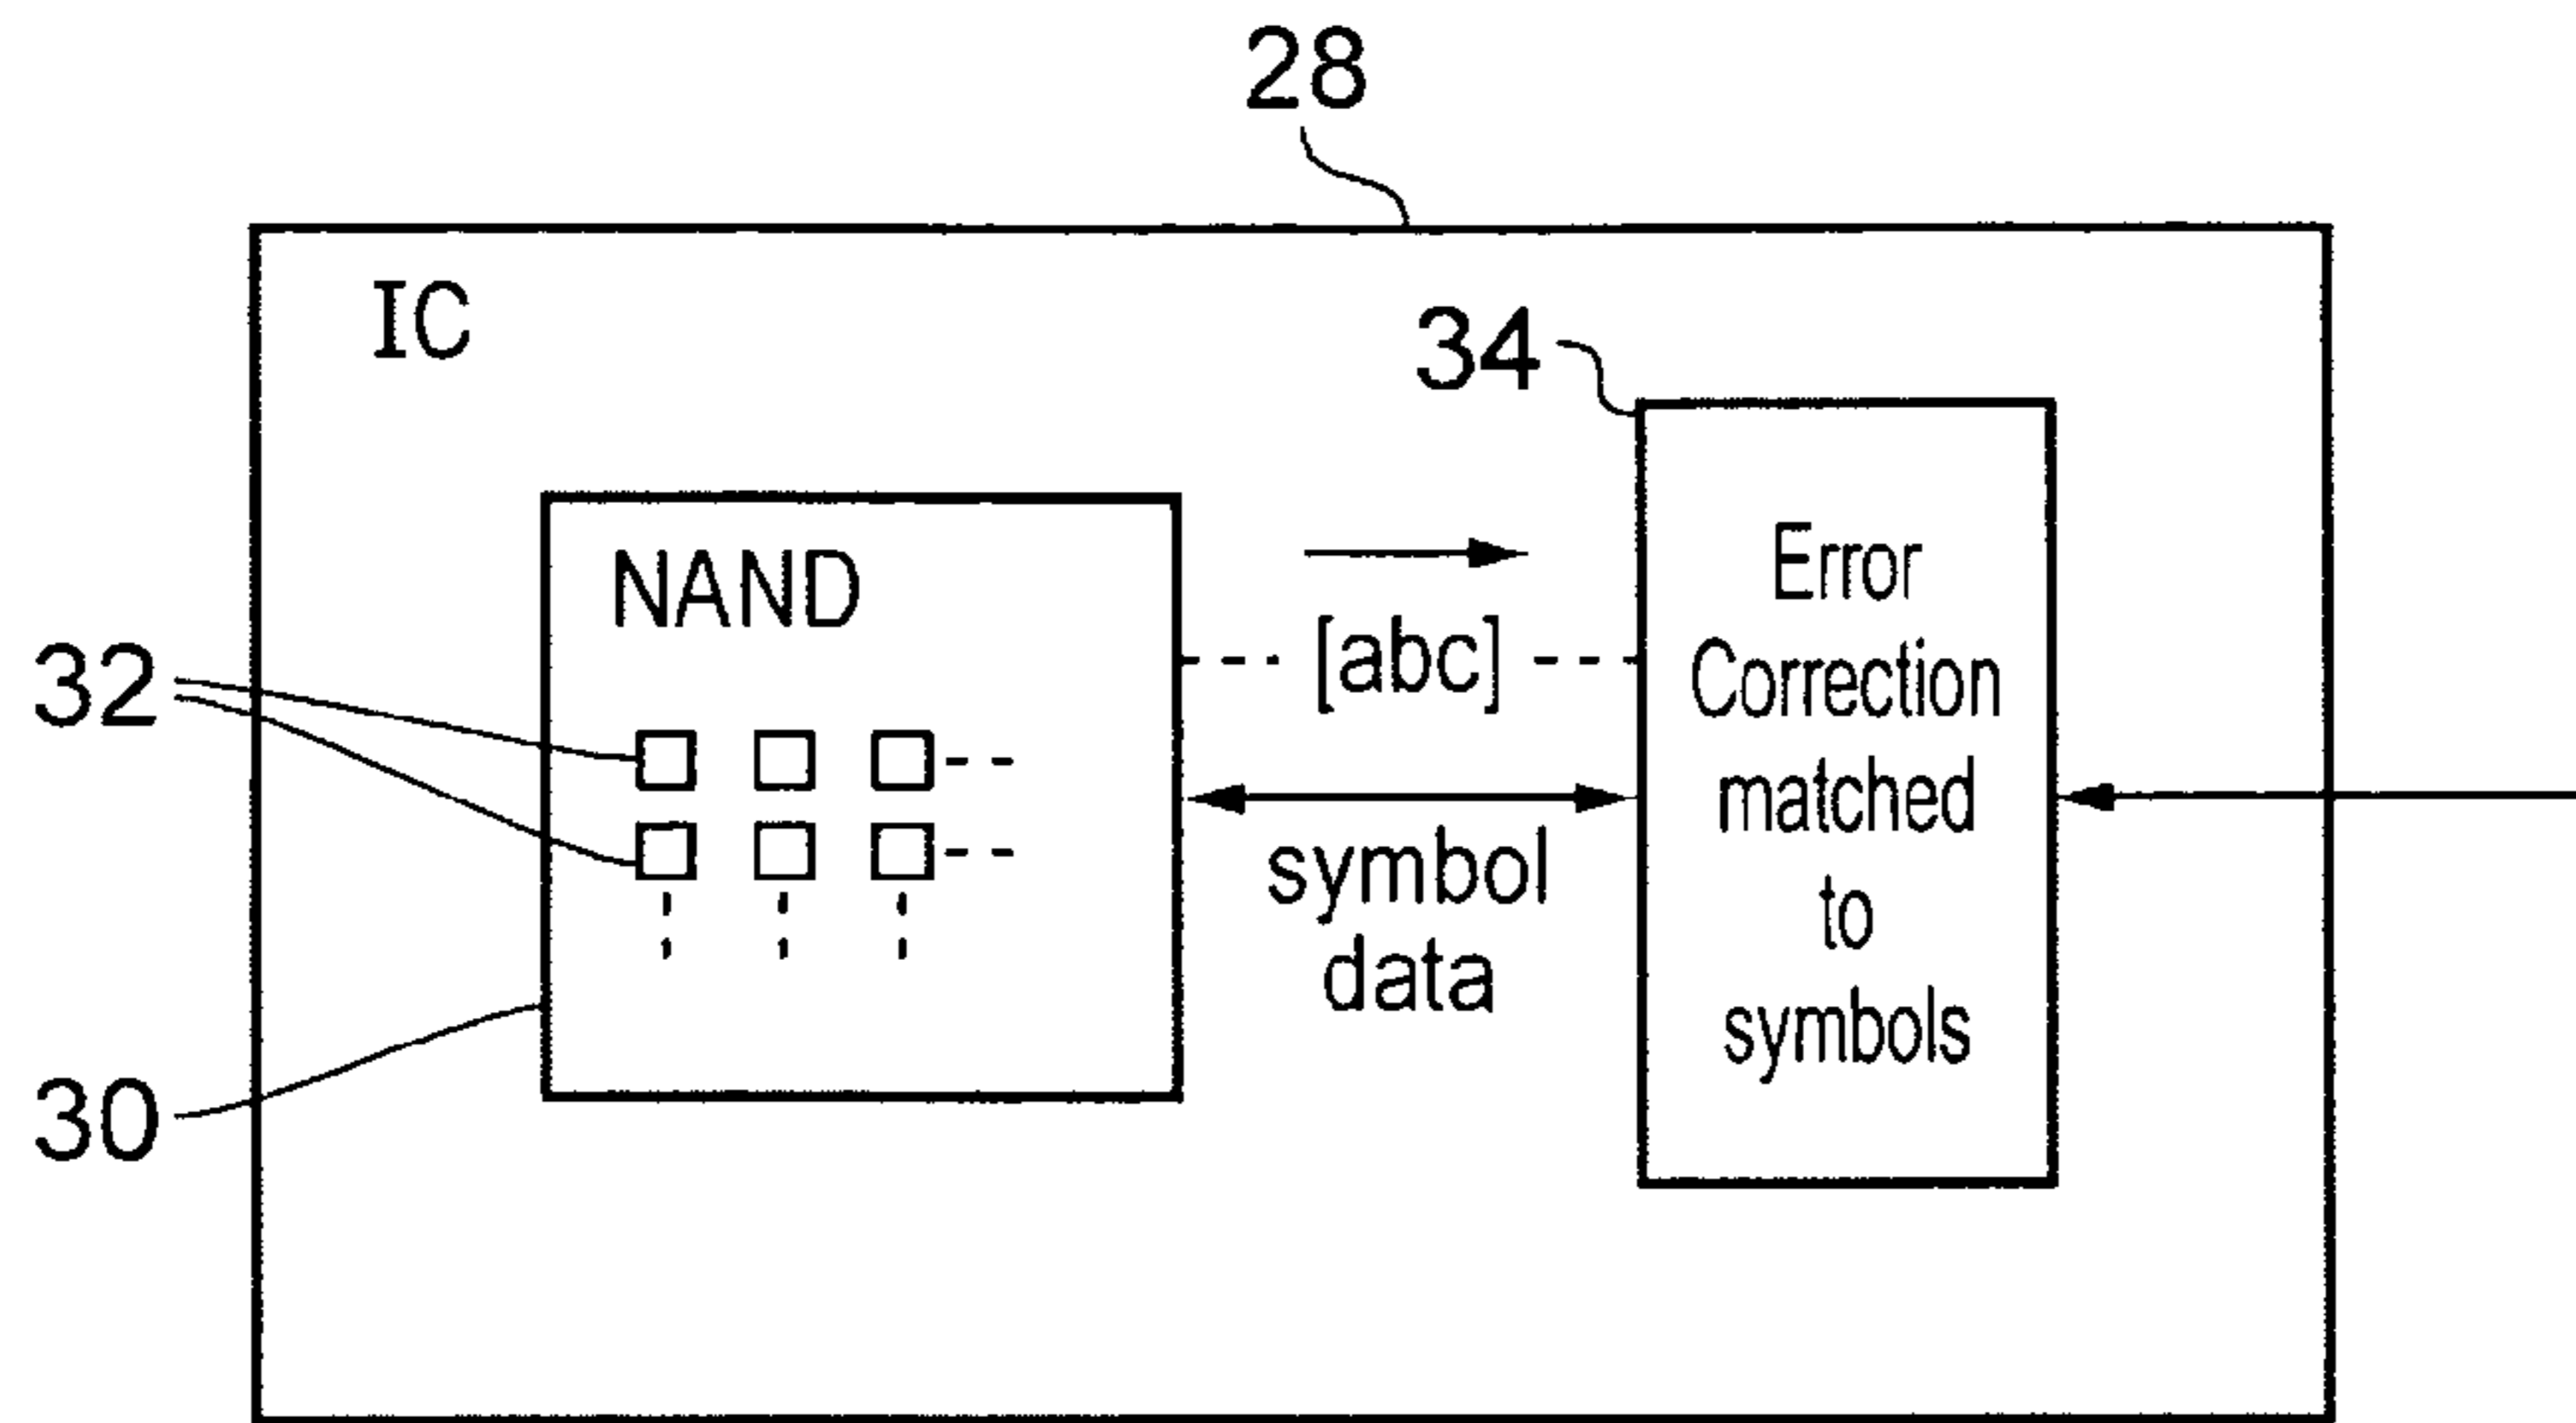 28
IC
34
NAND
[abc]
32
symbol
data
30
Error
Correction
matched
to
symbols